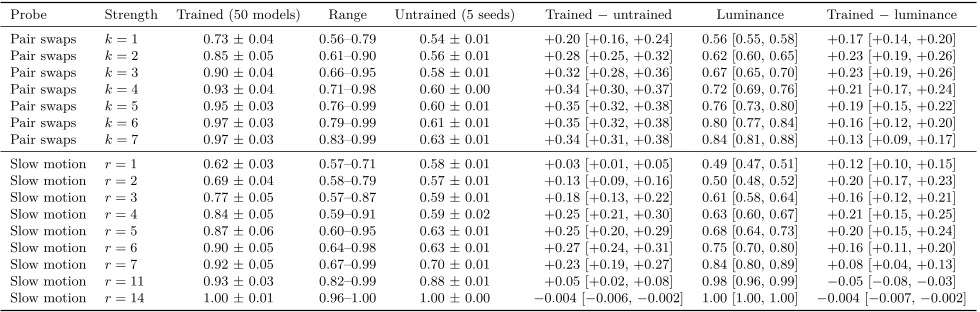 Probe Strength Trained (50 models) Range Untrained (5 seeds) Trained − untrained Luminance Trained − luminance
Pair swaps k = 1 0.73 ± 0.04 0.56–0.79 0.54 ± 0.01 +0.20 [+0.16, +0.24] 0.56 [0.55, 0.58] +0.17 [+0.14, +0.20]
Pair swaps k = 2 0.85 ± 0.05 0.61–0.90 0.56 ± 0.01 +0.28 [+0.25, +0.32] 0.62 [0.60, 0.65] +0.23 [+0.19, +0.26]
Pair swaps k = 3 0.90 ± 0.04 0.66–0.95 0.58 ± 0.01 +0.32 [+0.28, +0.36] 0.67 [0.65, 0.70] +0.23 [+0.19, +0.26]
Pair swaps k = 4 0.93 ± 0.04 0.71–0.98 0.60 ± 0.00 +0.34 [+0.30, +0.37] 0.72 [0.69, 0.76] +0.21 [+0.17, +0.24]
Pair swaps k = 5 0.95 ± 0.03 0.76–0.99 0.60 ± 0.01 +0.35 [+0.32, +0.38] 0.76 [0.73, 0.80] +0.19 [+0.15, +0.22]
Pair swaps k = 6 0.97 ± 0.03 0.79–0.99 0.61 ± 0.01 +0.35 [+0.32, +0.38] 0.80 [0.77, 0.84] +0.16 [+0.12, +0.20]
Pair swaps k = 7 0.97 ± 0.03 0.83–0.99 0.63 ± 0.01 +0.34 [+0.31, +0.38] 0.84 [0.81, 0.88] +0.13 [+0.09, +0.17]
Slow motion r = 1 0.62 ± 0.03 0.57–0.71 0.58 ± 0.01 +0.03 [+0.01, +0.05] 0.49 [0.47, 0.51] +0.12 [+0.10, +0.15]
Slow motion r = 2 0.69 ± 0.04 0.58–0.79 0.57 ± 0.01 +0.13 [+0.09, +0.16] 0.50 [0.48, 0.52] +0.20 [+0.17, +0.23]
Slow motion r = 3 0.77 ± 0.05 0.57–0.87 0.59 ± 0.01 +0.18 [+0.13, +0.22] 0.61 [0.58, 0.64] +0.16 [+0.12, +0.21]
Slow motion r = 4 0.84 ± 0.05 0.59–0.91 0.59 ± 0.02 +0.25 [+0.21, +0.30] 0.63 [0.60, 0.67] +0.21 [+0.15, +0.25]
Slow motion r = 5 0.87 ± 0.06 0.60–0.95 0.63 ± 0.01 +0.25 [+0.20, +0.29] 0.68 [0.64, 0.73] +0.20 [+0.15, +0.24]
Slow motion r = 6 0.90 ± 0.05 0.64–0.98 0.63 ± 0.01 +0.27 [+0.24, +0.31] 0.75 [0.70, 0.80] +0.16 [+0.11, +0.20]
Slow motion r = 7 0.92 ± 0.05 0.67–0.99 0.70 ± 0.01 +0.23 [+0.19, +0.27] 0.84 [0.80, 0.89] +0.08 [+0.04, +0.13]
Slow motion r = 11 0.93 ± 0.03 0.82–0.99 0.88 ± 0.01 +0.05 [+0.02, +0.08] 0.98 [0.96, 0.99] −0.05 [−0.08, −0.03]
Slow motion r = 14 1.00 ± 0.01 0.96–1.00 1.00 ± 0.00 −0.004 [−0.006, −0.002] 1.00 [1.00, 1.00] −0.004 [−0.007, −0.002]